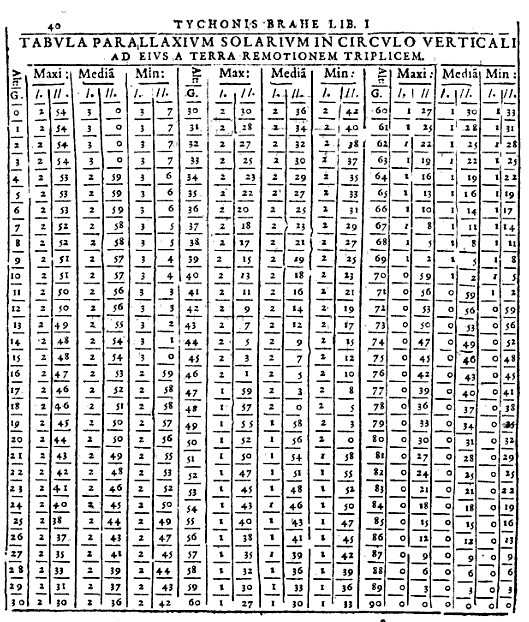 40 TYCHONIS BRAHE LIB. I
TABVLA PARALLAXIVM SOLARIVM IN CIRCVLO VERTICALI
AD EIVS A TERRA REMOTIONEM TRIPLICEM.
Alt: Maxi: Mediā Min: Alt: Max: Mediā Min: Alt: Maxi: Mediā Min:
G. I. II. I. II. I. II. G. I. II. I. II. I. II. G. I. II. I. II. I. II.
0 2 54 3 0 3 7 30 2 30 2 36 2 42 60 1 27 1 30 1 33
1 2 54 3 0 3 7 31 2 28 2 34 2 40 61 1 25 1 28 1 31
2 2 54 3 0 3 7 32 2 27 2 32 2 38 62 1 22 1 25 1 28
3 2 54 3 0 3 7 33 2 25 2 30 2 37 63 1 19 1 22 1 25
4 2 53 2 59 3 6 34 2 23 2 29 2 35 64 1 16 1 19 1 22
5 2 53 2 59 3 6 35 2 22 2 27 2 33 65 1 13 1 16 1 19
6 2 53 2 59 3 6 36 2 20 2 25 2 31 66 1 10 1 14 1 17
7 2 52 2 58 3 5 37 2 18 2 23 2 29 67 1 8 1 11 1 14
8 2 52 2 58 3 5 38 2 17 2 21 2 27 68 1 5 1 8 1 11
9 2 51 2 57 3 4 39 2 15 2 19 2 25 69 1 2 1 5 1 8
10 2 51 2 57 3 4 40 2 13 2 18 2 23 70 0 59 1 2 1 5
11 2 50 2 56 3 3 41 2 11 2 16 2 21 71 0 56 0 59 1 2
12 2 50 2 56 3 3 42 2 9 2 14 2 19 72 0 53 0 56 0 59
13 2 49 2 55 3 2 43 2 7 2 12 2 17 73 0 50 0 53 0 56
14 2 48 2 54 3 1 44 2 5 2 9 2 15 74 0 47 0 49 0 52
15 2 48 2 54 3 0 45 2 3 2 7 2 12 75 0 45 0 46 0 48
16 2 47 2 53 2 59 46 2 1 2 5 2 10 76 0 42 0 43 0 45
17 2 46 2 52 2 58 47 1 59 2 3 2 8 77 0 39 0 40 0 41
18 2 46 2 51 2 58 48 1 57 2 0 2 5 78 0 36 0 37 0 38
19 2 45 2 50 2 57 49 1 55 1 58 2 3 79 0 33 0 34 0 35
20 2 44 2 50 2 56 50 1 52 1 56 2 0 80 0 30 0 31 0 32
21 2 43 2 49 2 55 51 1 50 1 54 1 58 81 0 27 0 28 0 29
22 2 42 2 48 2 53 52 1 47 1 51 1 55 82 0 24 0 25 0 25
23 2 41 2 46 2 52 53 1 45 1 48 1 52 83 0 21 0 21 0 22
24 2 40 2 45 2 50 54 1 43 1 46 1 50 84 0 18 0 18 0 19
25 2 38 2 44 2 49 55 1 40 1 43 1 47 85 0 15 0 15 0 16
26 2 37 2 43 2 47 56 1 38 1 41 1 45 86 0 12 0 12 0 13
27 2 35 2 41 2 45 57 1 35 1 39 1 42 87 0 9 0 9 0 9
28 2 33 2 39 2 44 58 1 32 1 36 1 39 88 0 6 0 6 0 6
29 2 31 2 37 2 43 59 1 30 1 33 1 36 89 0 3 0 3 0 3
30 2 30 2 36 2 42 60 1 27 1 30 1 33 90 0 0 0 0 0 0